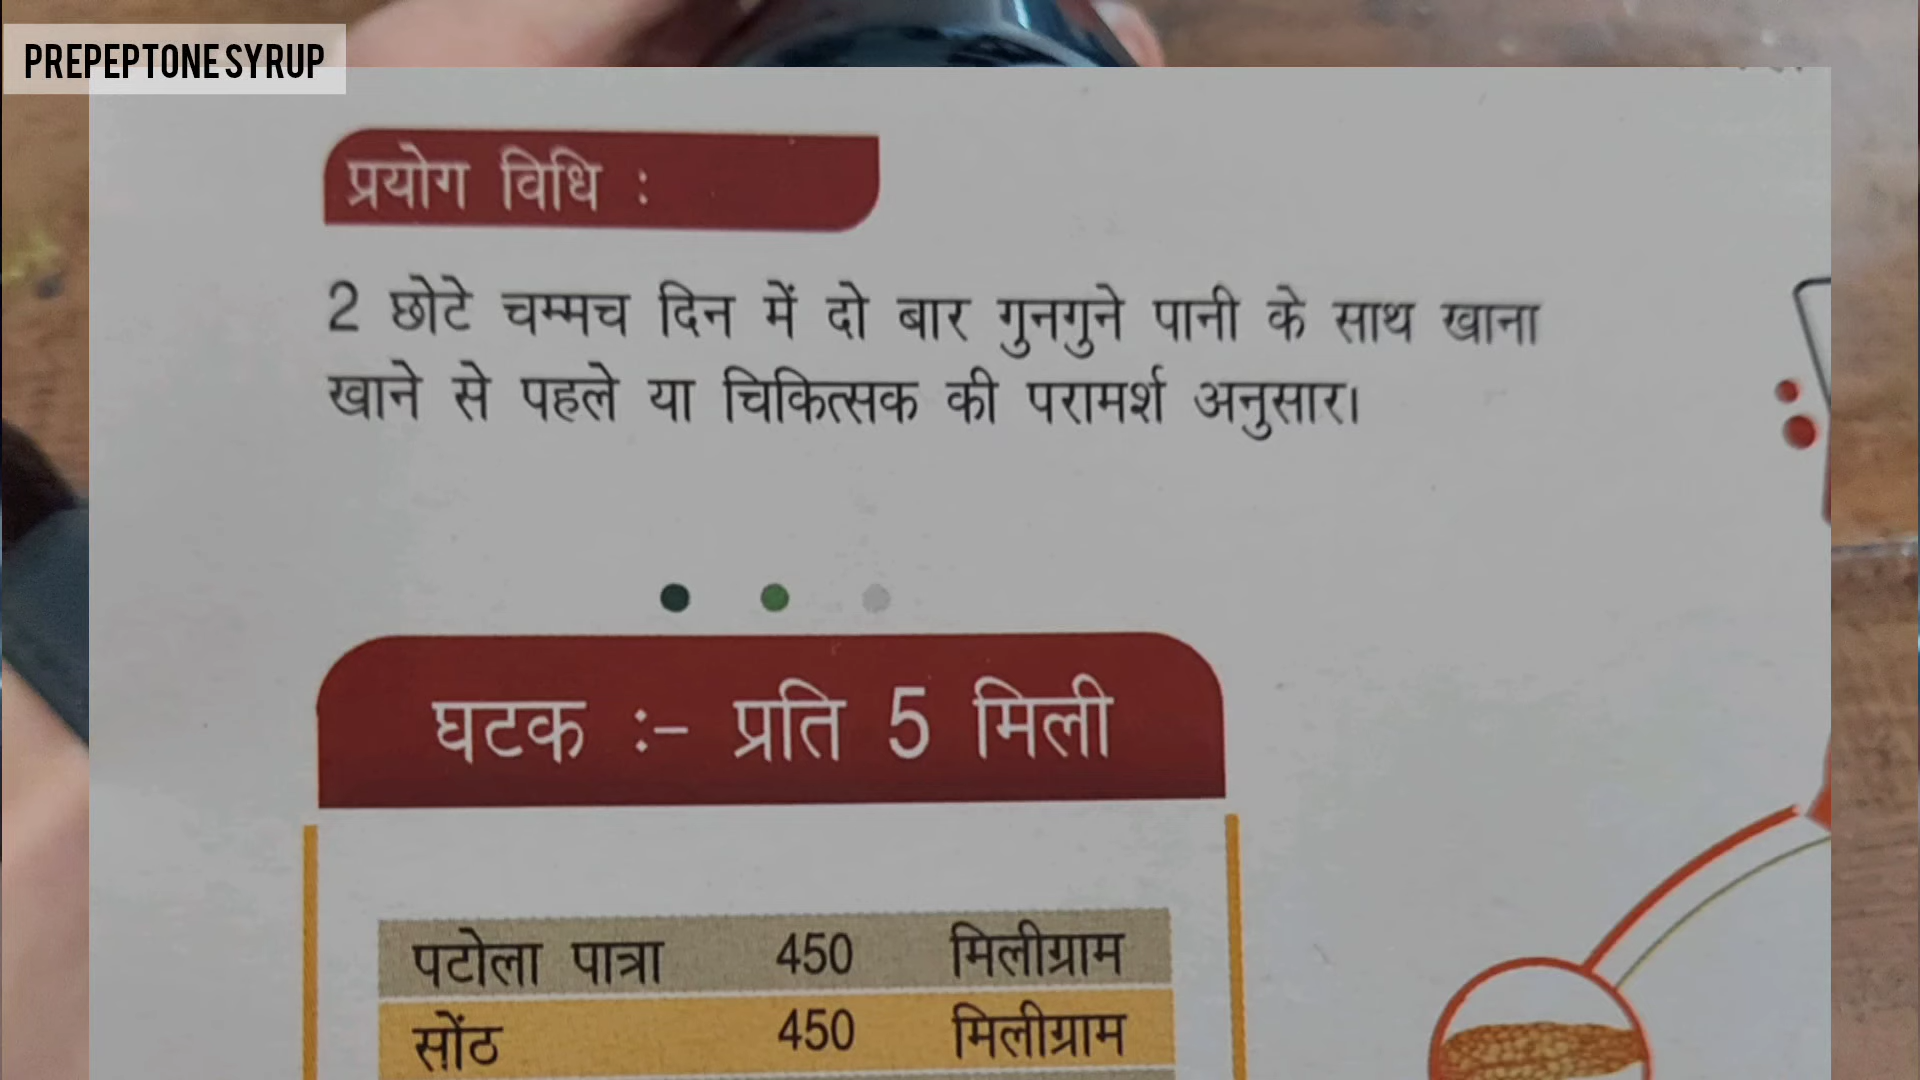 PREPEPTONE SYRUP
प्रयोग विधि :
2 छोटे चम्मच दिन में दो बार गुनगुने पानी के साथ खाना
खाने से पहले या चिकित्सक की परामर्श अनुसार।
घटक :- प्रति 5 मिली
पटोला पात्रा 450 मिलीग्राम
सोंठ 450 मिलीग्राम